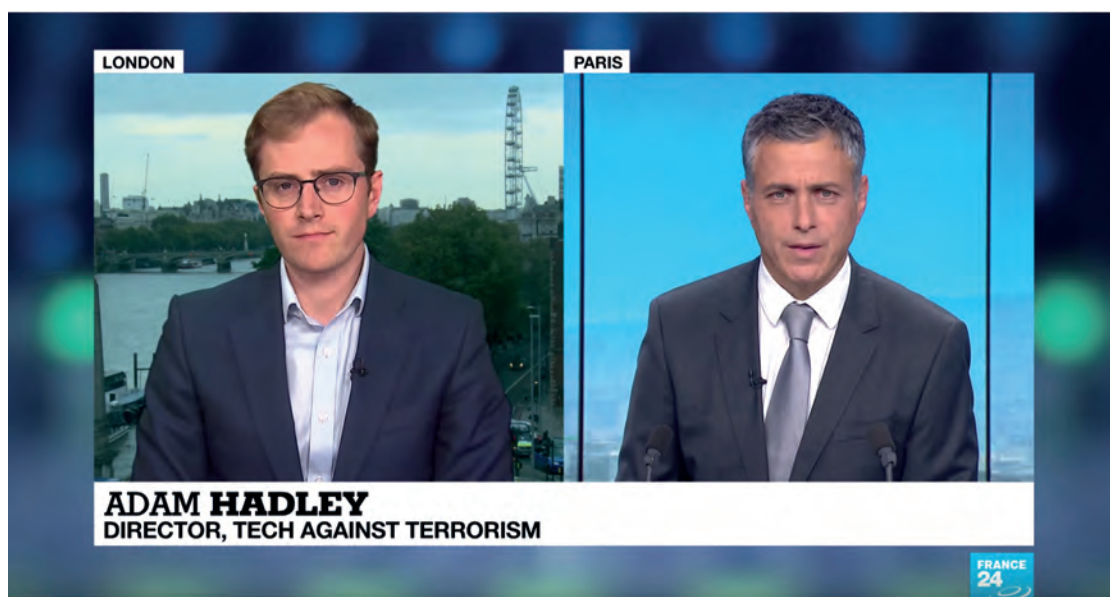 LONDON
PARIS
ADAM HADLEY
DIRECTOR, TECH AGAINST TERRORISM
FRANCE
24